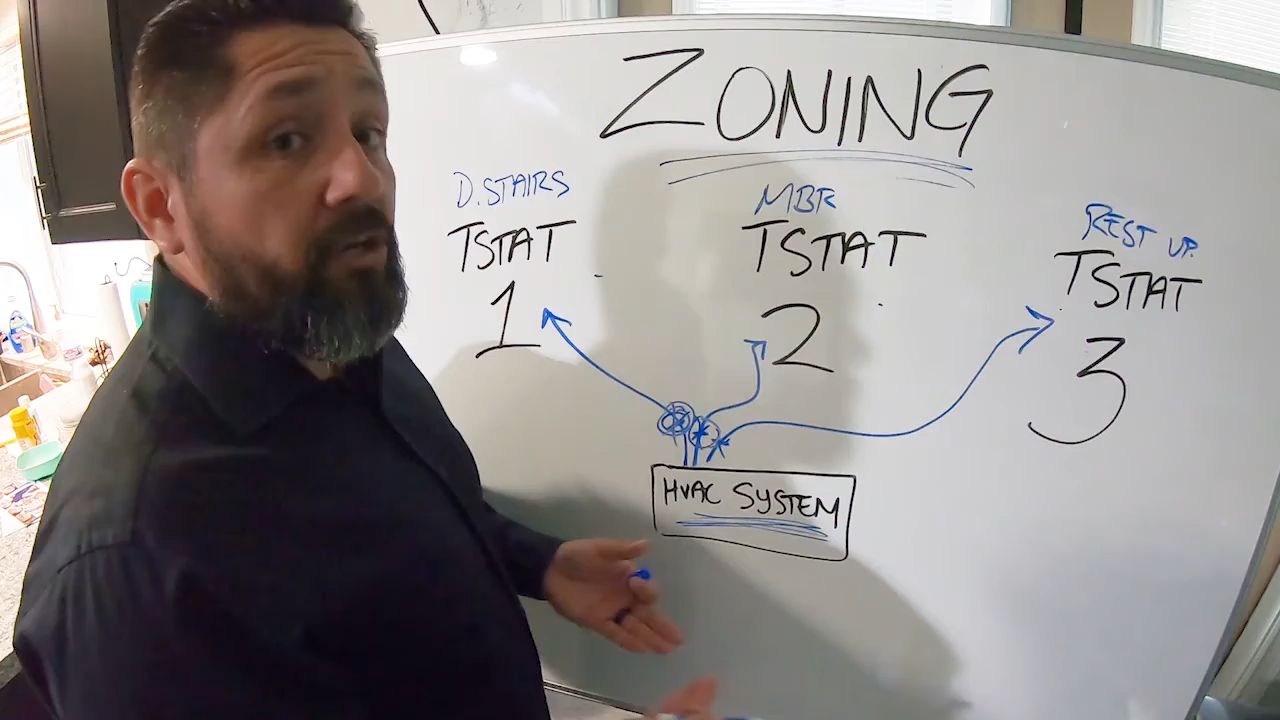 ZONING
D.STAIRS
TSTAT
1
MBR
TSTAT
2
REST UP.
TSTAT
3
HVAC SYSTEM